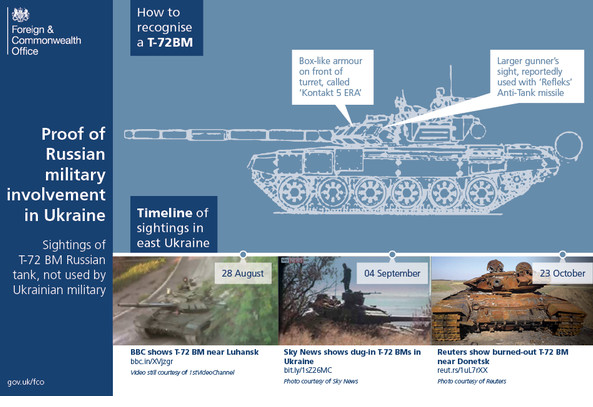 Foreign &
Commonwealth
Office
Proof of
Russian
military
involvement
in Ukraine
Sightings of
T-72 BM Russian
tank, not used by
Ukrainian military
gov.uk/fco
How to
recognise
a T-72BM
Box-like armour
on front of
turret, called
‘Kontakt 5 ERA’
Larger gunner’s
sight, reportedly
used with ‘Refleks’
Anti-Tank missile
Timeline of
sightings in
east Ukraine
28 August
BBC shows T-72 BM near Luhansk
bbc.in/XVjzgr
Video still courtesy of 1stVideoChannel
04 September
Sky News shows dug-in T-72 BMs in
Ukraine
bit.ly/1sZ26MC
Photo courtesy of Sky News
23 October
Reuters show burned-out T-72 BM
near Donetsk
reut.rs/1uL7rXX
Photo courtesy of Reuters